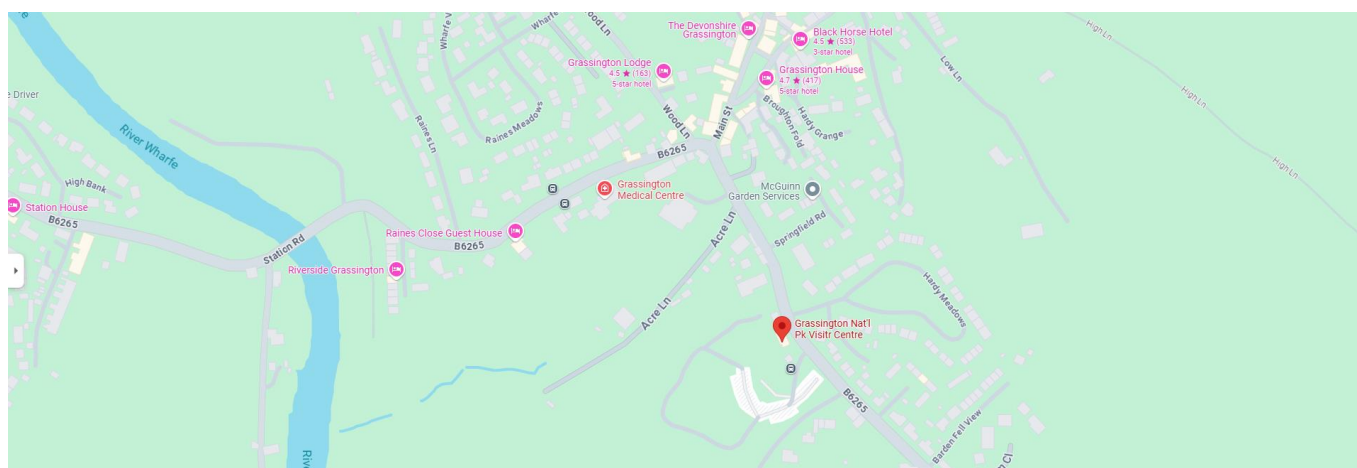 The Devonshire
Grassington
Black Horse Hotel
4.5 ★ (533)
3-star hotel
Grassington Lodge
4.5 ★ (163)
5-star hotel
Grassington House
4.7 ★ (417)
5-star hotel
High Ln
Low Ln
High Ln
High Ln
e Driver
River Wharfe
Raines Ln
Raines Meadows
Wood Ln
Main St
Broughton Fold
Hardy Grange
B6265
High Bank
Station House
B6265
Grassington
Medical Centre
McGuinn
Garden Services
Acre Ln
Springfield Rd
Raines Close Guest House
B6265
Station Rd
Riverside Grassington
Acre Ln
Hardy Meadows
Grassington Nat'l
Pk Visitr Centre
B6265
Barden Fell View